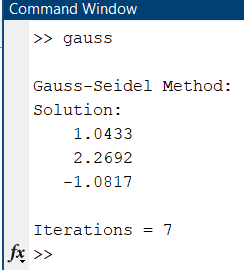 Command Window
>> gauss
Gauss-Seidel Method:
Solution:
1.0433
2.2692
-1.0817
Iterations = 7
fx >>